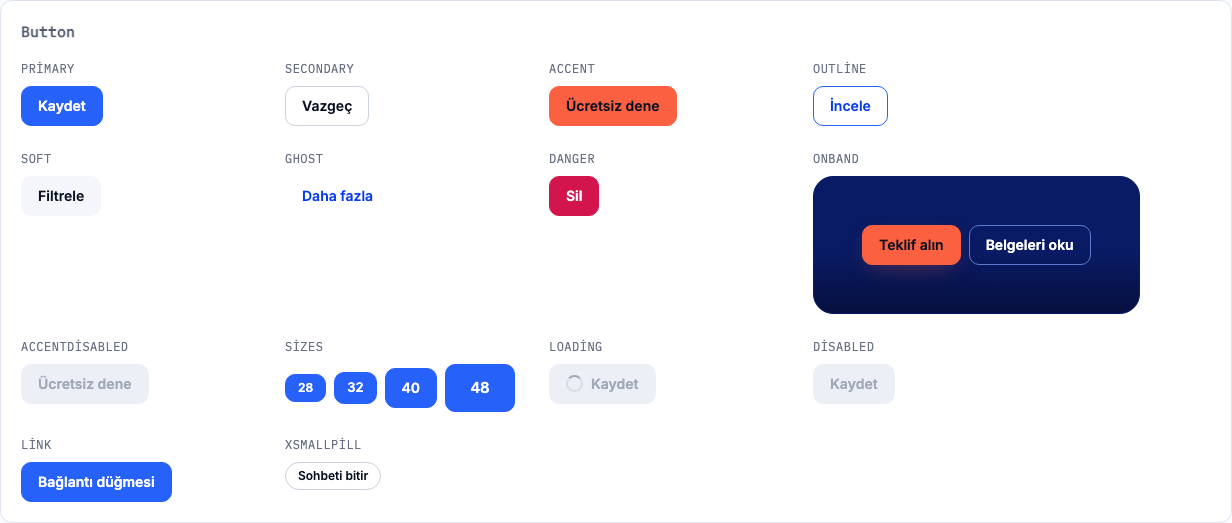 Button
PRİMARY
SECONDARY
ACCENT
OUTLİNE
Kaydet
Vazgeç
Ücretsiz dene
İncele
SOFT
GHOST
DANGER
ONBAND
Filtrele
Daha fazla
Sil
Teklif alın
Belgeleri oku
ACCENTDİSABLED
SİZES
LOADİNG
DİSABLED
Ücretsiz dene
28 32 40 48
Kaydet
Kaydet
LİNK
XSMALLPİLL
Bağlantı düğmesi
Sohbeti bitir